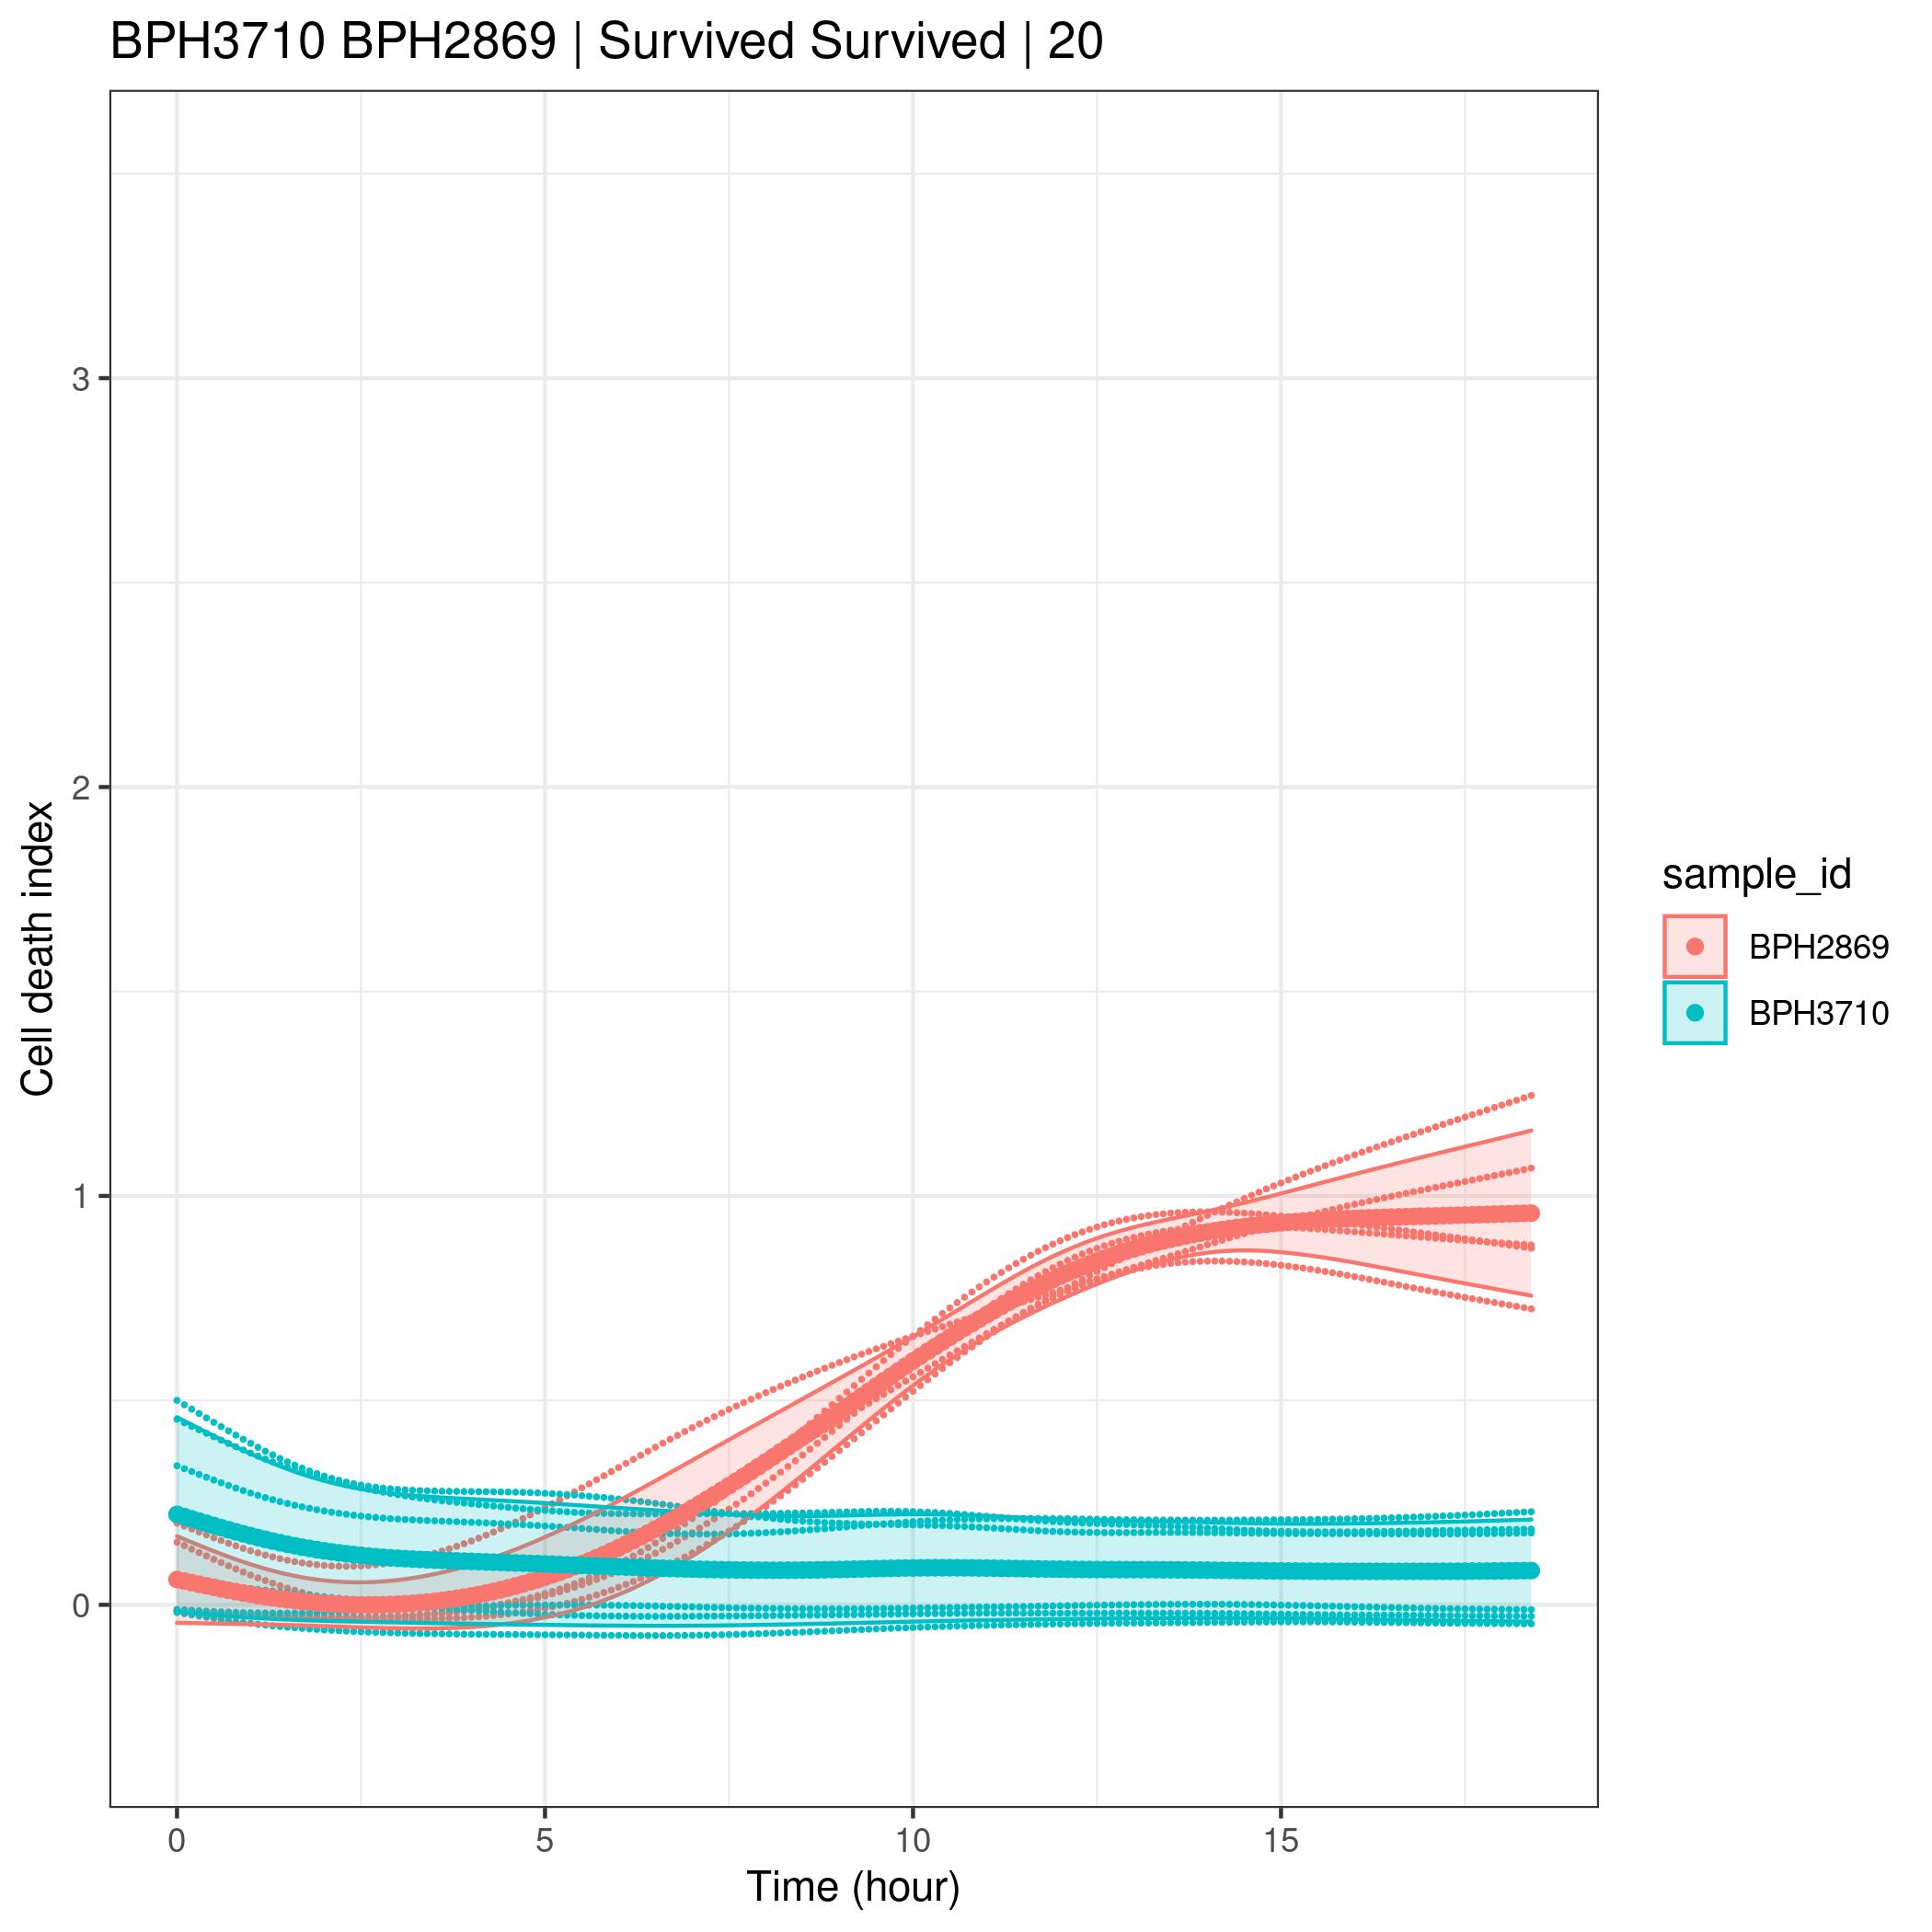 BPH3710 BPH2869 | Survived Survived | 20
Cell death index
3
2
1
0
0 5 10 15
Time (hour)
sample_id
BPH2869
BPH3710